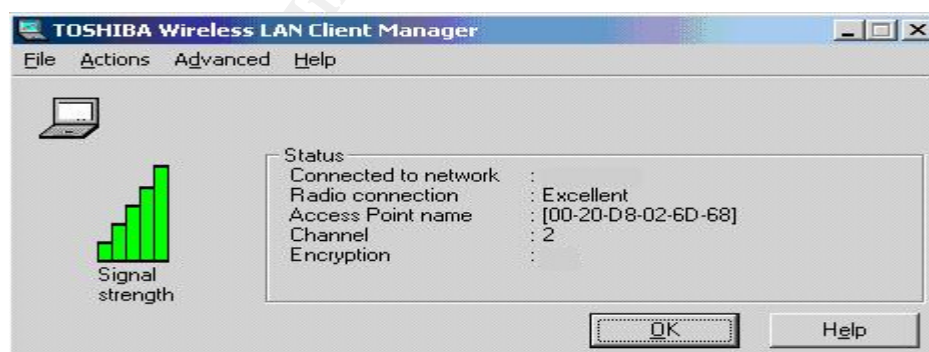 TOSHIBA Wireless LAN Client Manager
File Actions Advanced Help
Status
Connected to network :
Radio connection : Excellent
Access Point name : [00-20-D8-02-6D-68]
Channel : 2
Encryption :
Signal
strength
OK Help